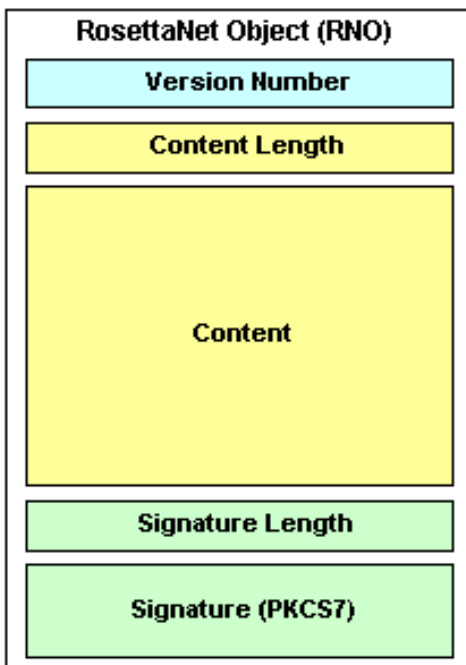 RosettaNet Object (RNO)
Version Number
Content Length
Content
Signature Length
Signature (PKCS7)